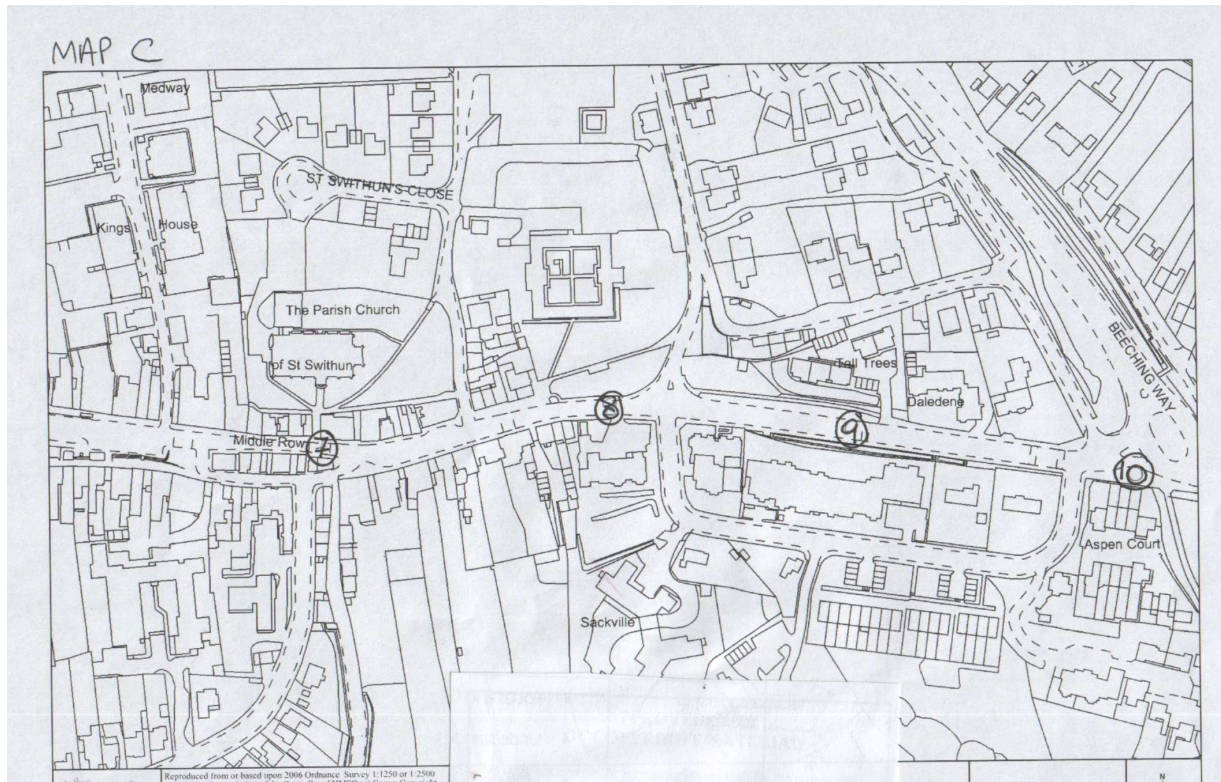 MAP C
Medway
ST SWITHUN'S CLOSE
Kings
House
The Parish Church
of St Swithun
Tall Trees
BEECHING WAY
Daledene
8
9
Middle Row
7
10
Aspen Court
Sackville
Reproduced from or based upon 2006 Ordnance Survey 1:1250 or 1:2500
N